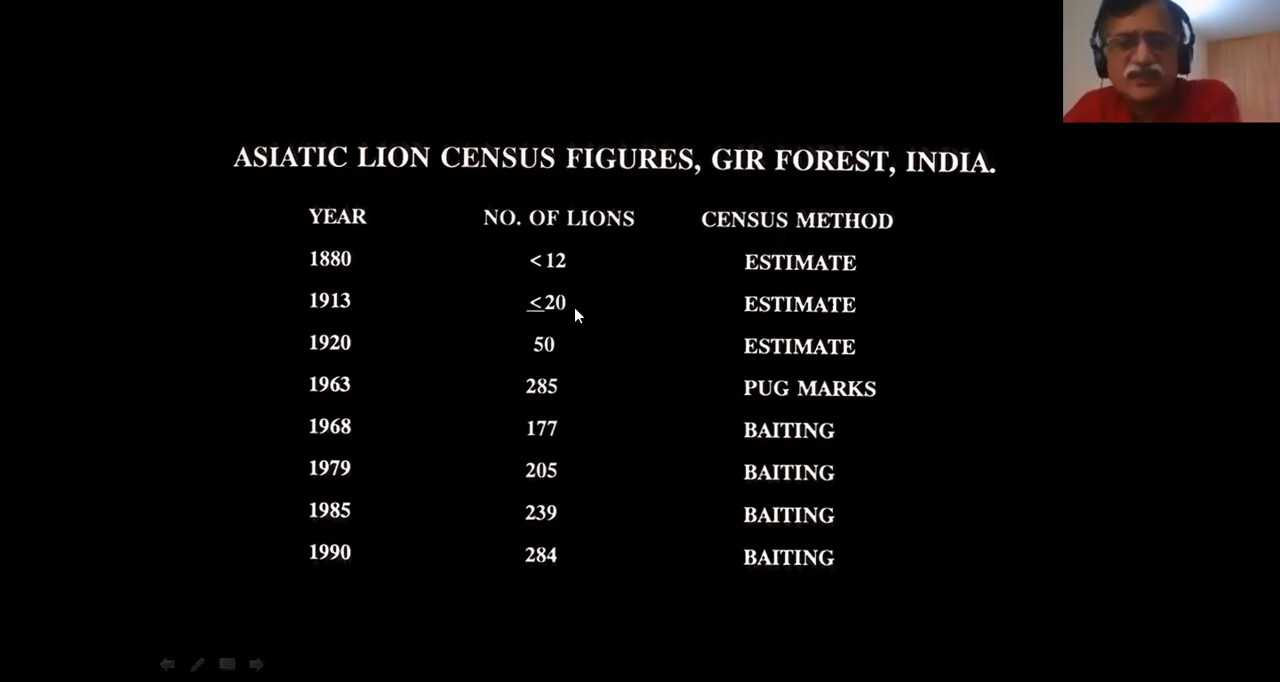 ASIATIC LION CENSUS FIGURES, GIR FOREST, INDIA.
YEAR NO. OF LIONS CENSUS METHOD
1880 <12 ESTIMATE
1913 ≤20 ESTIMATE
1920 50 ESTIMATE
1963 285 PUG MARKS
1968 177 BAITING
1979 205 BAITING
1985 239 BAITING
1990 284 BAITING